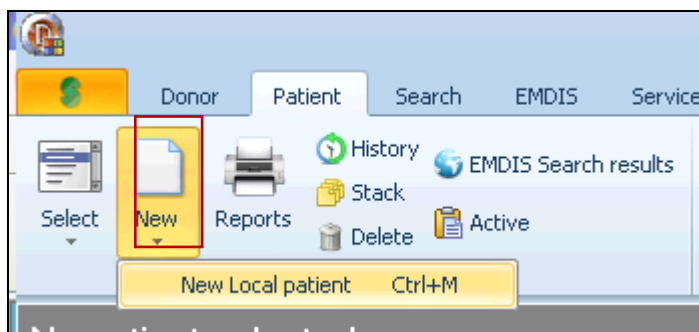 Donor Patient Search EMDIS Service
Select New Reports History EMDIS Search results
Stack
Delete Active
New Local patient Ctrl+M